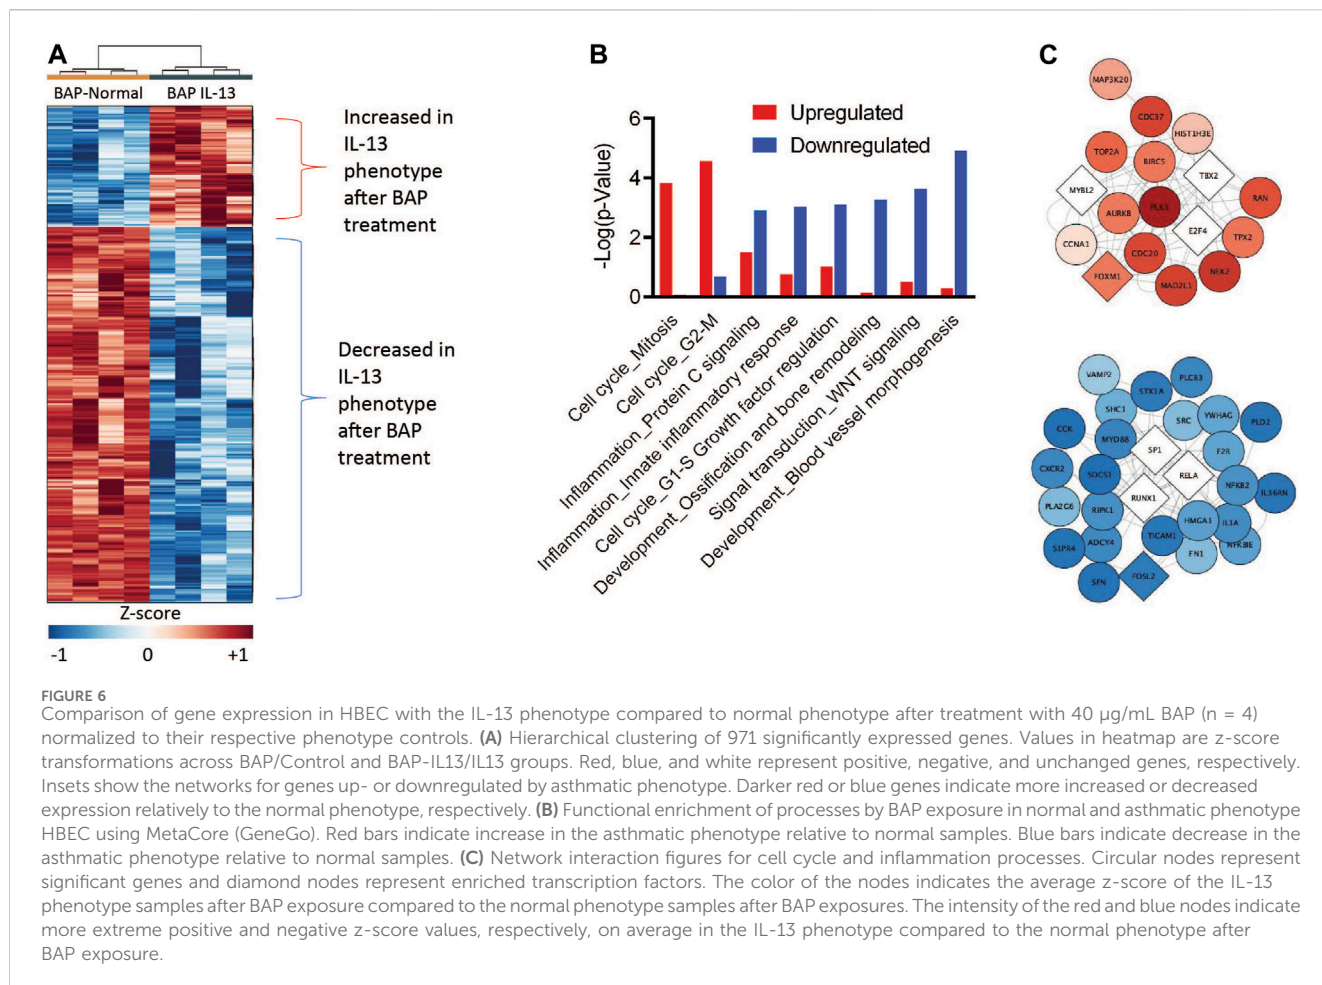 A
BAP-Normal
BAP IL-13
Increased in
IL-13
phenotype
after BAP
treatment
Decreased in
IL-13
phenotype
after BAP
treatment
Z-score
-1
0
+1
B
Upregulated
Downregulated
-Log(p-Value)
6
4
2
0
Cell cycle_Mitosis
Cell cycle_G2-M
Inflammation_Protein C signaling
Inflammation_Innate inflammatory response
Cell cycle_G1-S Growth factor regulation
Development_Ossification and bone remodeling
Signal transduction_WNT signaling
Development_Blood vessel morphogenesis
C
MAP3K20
CDC37
HIST1H3E
TOP2A
BIRC5
TBX2
MYBL2
RAN
AURKB
PLK1
E2F4
TPX2
CCNA1
CDC20
NEK2
FOXM1
MAD2L1
VAMP2
STX1A
PLCB3
SHC1
SRC
YWHAG
PLD2
CCK
MYD88
SP1
F2R
CXCR2
SOCS1
RELA
NFKB2
IL36RN
PLA2G6
RIPK1
RUNX1
HMGA1
IL1A
S1PR4
ADCY4
TICAM1
FN1
NFKBIE
SFN
FOSL2
FIGURE 6
Comparison of gene expression in HBEC with the IL-13 phenotype compared to normal phenotype after treatment with 40 µg/mL BAP (n = 4)
normalized to their respective phenotype controls. (A) Hierarchical clustering of 971 significantly expressed genes. Values in heatmap are z-score
transformations across BAP/Control and BAP-IL13/IL13 groups. Red, blue, and white represent positive, negative, and unchanged genes, respectively.
Insets show the networks for genes up- or downregulated by asthmatic phenotype. Darker red or blue genes indicate more increased or decreased
expression relatively to the normal phenotype, respectively. (B) Functional enrichment of processes by BAP exposure in normal and asthmatic phenotype
HBEC using MetaCore (GeneGo). Red bars indicate increase in the asthmatic phenotype relative to normal samples. Blue bars indicate decrease in the
asthmatic phenotype relative to normal samples. (C) Network interaction figures for cell cycle and inflammation processes. Circular nodes represent
significant genes and diamond nodes represent enriched transcription factors. The color of the nodes indicates the average z-score of the IL-13
phenotype samples after BAP exposure compared to the normal phenotype samples after BAP exposures. The intensity of the red and blue nodes indicate
more extreme positive and negative z-score values, respectively, on average in the IL-13 phenotype compared to the normal phenotype after
BAP exposure.